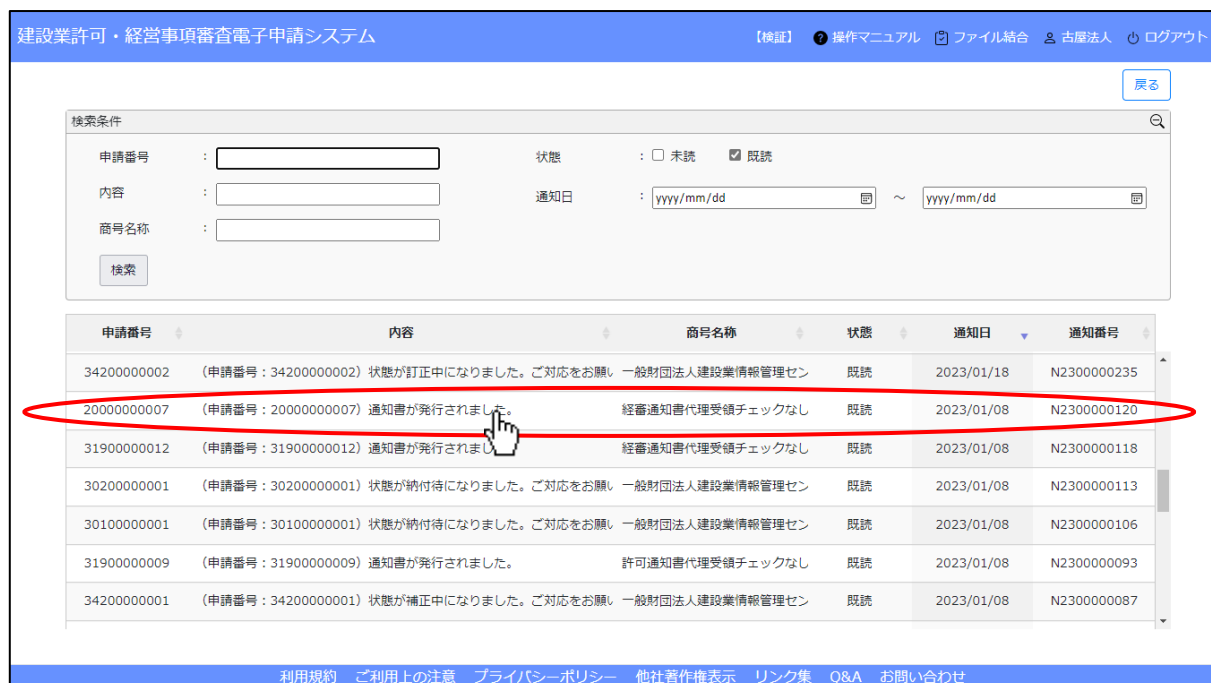 建設業許可・経営事項審査電子申請システム 【検証】 操作マニュアル ファイル結合 古屋法人 ログアウト
戻る
検索条件
申請番号 : 状態 : 未読 既読
内容 : 通知日 : yyyy/mm/dd ～ yyyy/mm/dd
商号名称 :
検索
申請番号 内容 商号名称 状態 通知日 通知番号
34200000002 （申請番号：34200000002）状態が訂正中になりました。ご対応をお願い 一般財団法人建設業情報管理セン 既読 2023/01/18 N2300000235
20000000007 （申請番号：20000000007）通知書が発行されました。 経審通知書代理受領チェックなし 既読 2023/01/08 N2300000120
31900000012 （申請番号：31900000012）通知書が発行されまし 経審通知書代理受領チェックなし 既読 2023/01/08 N2300000118
30200000001 （申請番号：30200000001）状態が納付待になりました。ご対応をお願い 一般財団法人建設業情報管理セン 既読 2023/01/08 N2300000113
30100000001 （申請番号：30100000001）状態が納付待になりました。ご対応をお願い 一般財団法人建設業情報管理セン 既読 2023/01/08 N2300000106
31900000009 （申請番号：31900000009）通知書が発行されました。 許可通知書代理受領チェックなし 既読 2023/01/08 N2300000093
34200000001 （申請番号：34200000001）状態が補正中になりました。ご対応をお願い 一般財団法人建設業情報管理セン 既読 2023/01/08 N2300000087
利用規約 ご利用上の注意 プライバシーポリシー 他社著作権表示 リンク集 Q&A お問い合わせ